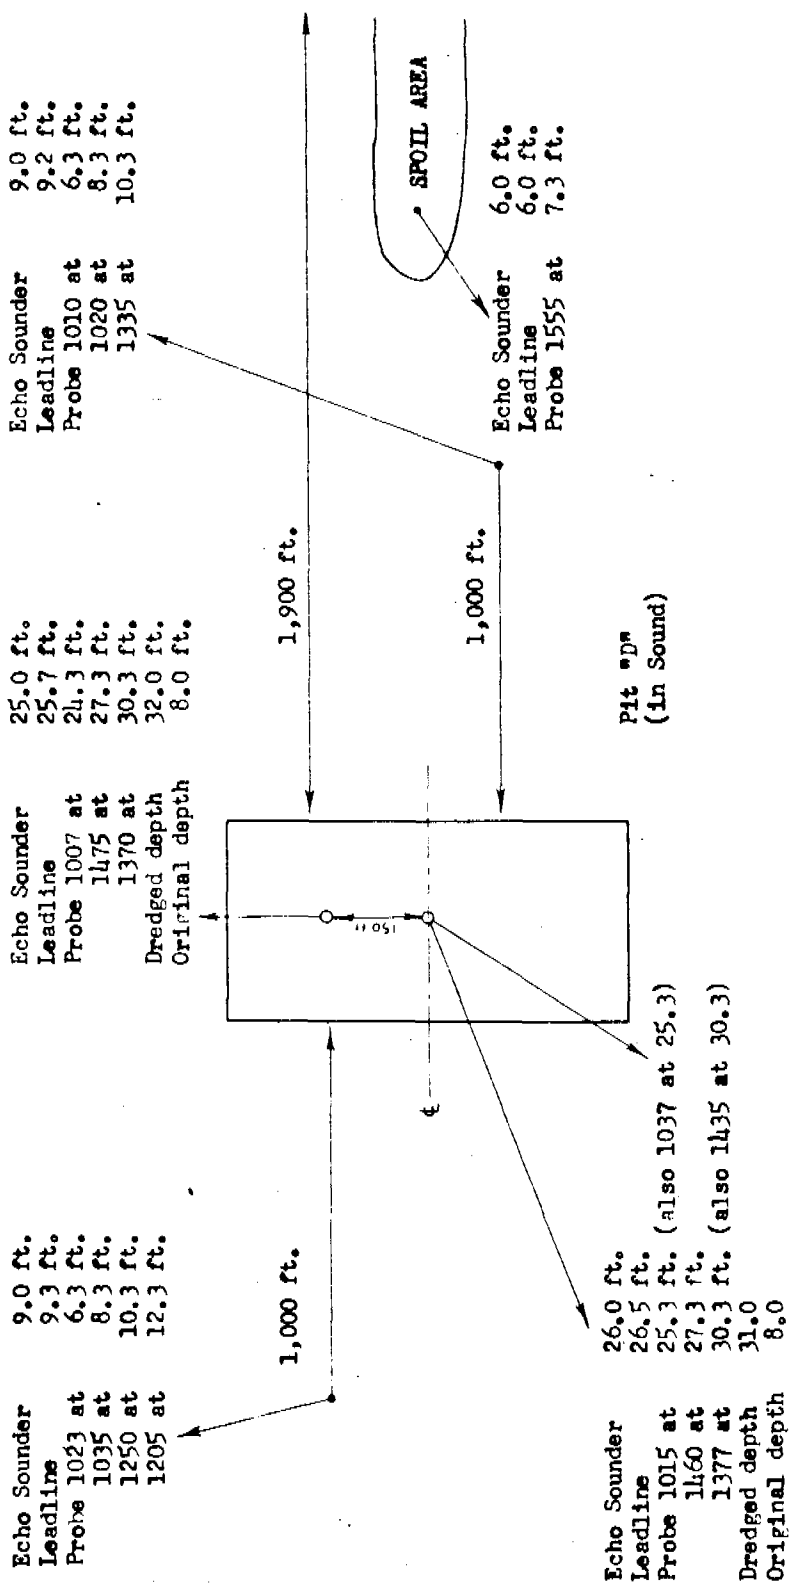 Echo Sounder 9.0 ft.
Leadline 9.3 ft.
Probe 1023 at 6.3 ft.
1035 at 8.3 ft.
1250 at 10.3 ft.
1205 at 12.3 ft.
1,000 ft.
Echo Sounder 25.0 ft.
Leadline 25.7 ft.
Probe 1007 at 24.3 ft.
1475 at 27.3 ft.
1370 at 30.3 ft.
Dredged depth 32.0 ft.
Original depth 8.0 ft.
150 ft
℄
Echo Sounder 9.0 ft.
Leadline 9.2 ft.
Probe 1010 at 6.3 ft.
1020 at 8.3 ft.
1335 at 10.3 ft.
1,900 ft.
1,000 ft.
SPOIL AREA
Echo Sounder 6.0 ft.
Leadline 6.0 ft.
Probe 1555 at 7.3 ft.
Echo Sounder 26.0 ft.
Leadline 26.5 ft.
Probe 1015 at 25.3 ft. (also 1037 at 25.3)
1460 at 27.3 ft.
1377 at 30.3 ft. (also 1435 at 30.3)
Dredged depth 31.0
Original depth 8.0
Pit "D"
(in Sound)